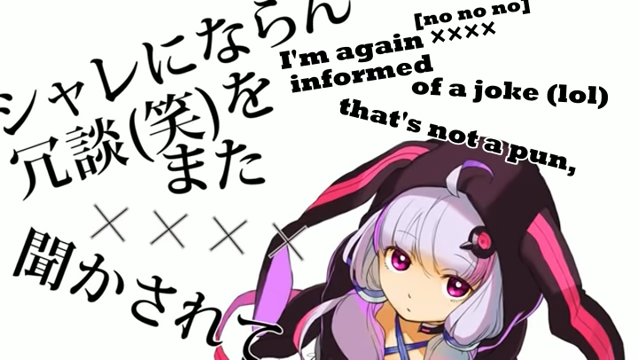 シャレにならん
冗談(笑)を
また
××××
聞かされて
[no no no]
I'm again ××××
informed
of a joke (lol)
that's not a pun,